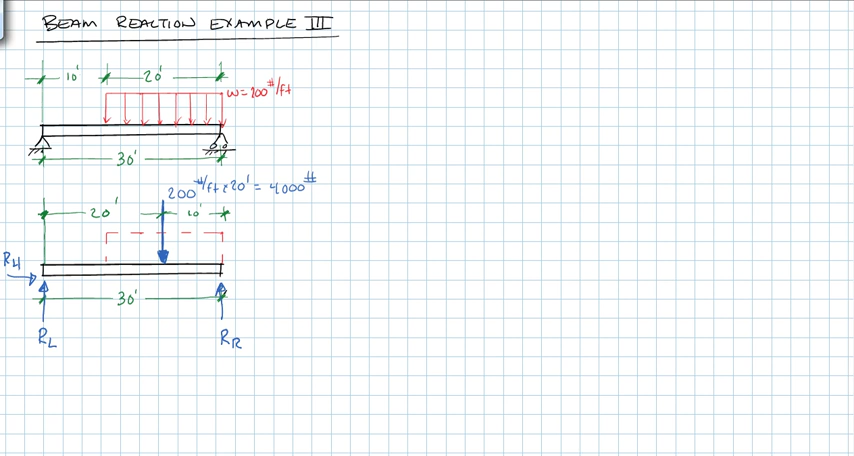 BEAM REACTION EXAMPLE III
10' 20'
W=200#/ft
30'
200#/ft x 20' = 4000#
20' 10'
RH
30'
RL RR